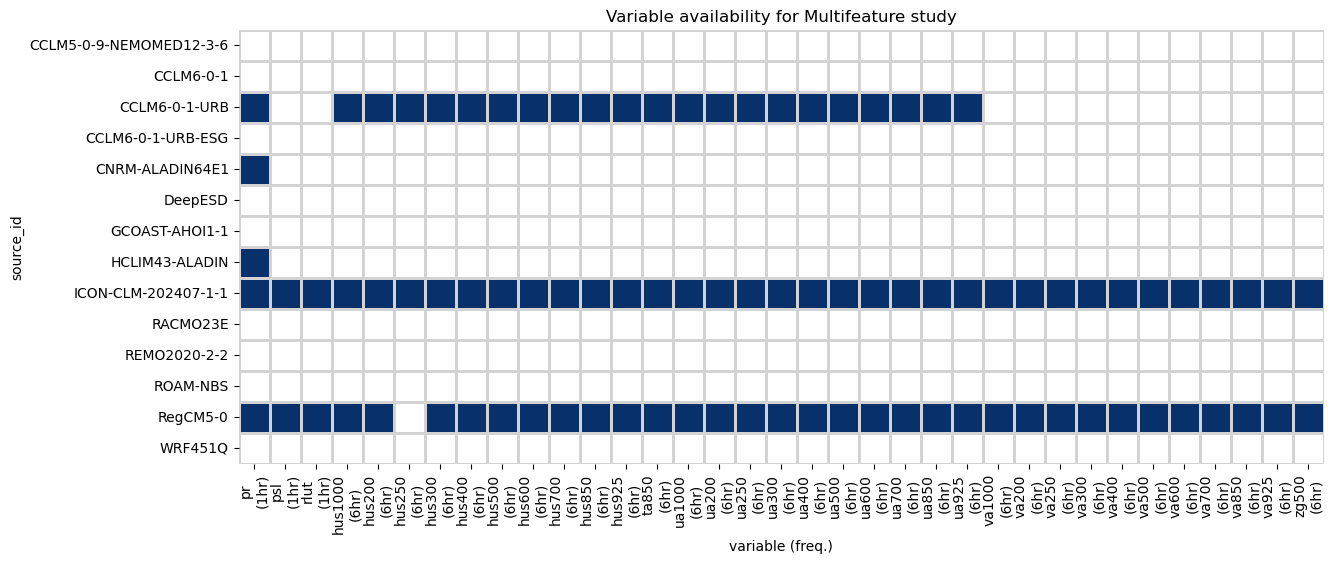 Variable availability for Multifeature study
source_id
CCLM5-0-9-NEMOMED12-3-6
CCLM6-0-1
CCLM6-0-1-URB
CCLM6-0-1-URB-ESG
CNRM-ALADIN64E1
DeepESD
GCOAST-AHOI1-1
HCLIM43-ALADIN
ICON-CLM-202407-1-1
RACMO23E
REMO2020-2-2
ROAM-NBS
RegCM5-0
WRF451Q
pr
(1hr)
psl
(1hr)
rlut
(1hr)
hus1000
(6hr)
hus200
(6hr)
hus250
(6hr)
hus300
(6hr)
hus400
(6hr)
hus500
(6hr)
hus600
(6hr)
hus700
(6hr)
hus850
(6hr)
hus925
(6hr)
ta850
(6hr)
ua1000
(6hr)
ua200
(6hr)
ua250
(6hr)
ua300
(6hr)
ua400
(6hr)
ua500
(6hr)
ua600
(6hr)
ua700
(6hr)
ua850
(6hr)
ua925
(6hr)
va1000
(6hr)
va200
(6hr)
va250
(6hr)
va300
(6hr)
va400
(6hr)
va500
(6hr)
va600
(6hr)
va700
(6hr)
va850
(6hr)
va925
(6hr)
zg500
(6hr)
variable (freq.)